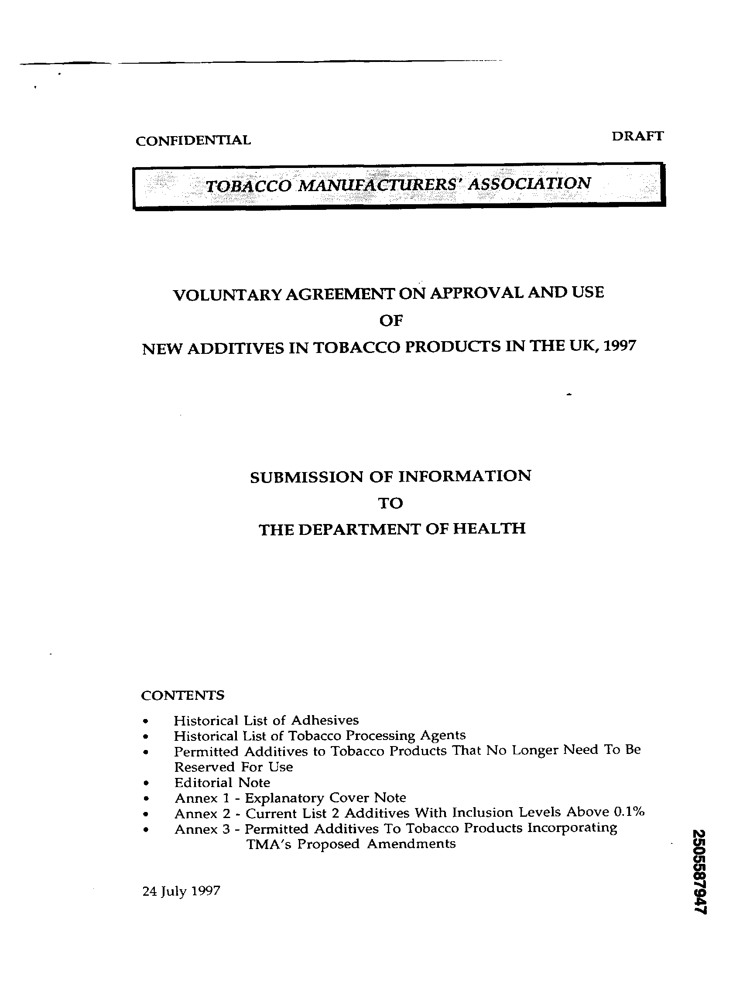 CONFIDENTIAL DRAFT
TOBACCO MANUFACTURERS' ASSOCIATION
VOLUNTARY AGREEMENT ON APPROVAL AND USE
OF
NEW ADDITIVES IN TOBACCO PRODUCTS IN THE UK, 1997
SUBMISSION OF INFORMATION
TO
THE DEPARTMENT OF HEALTH
CONTENTS
• Historical List of Adhesives
• Historical List of Tobacco Processing Agents
• Permitted Additives to Tobacco Products That No Longer Need To Be
Reserved For Use
• Editorial Note
• Annex 1 - Explanatory Cover Note
• Annex 2 - Current List 2 Additives With Inclusion Levels Above 0.1%
• Annex 3 - Permitted Additives To Tobacco Products Incorporating
TMA's Proposed Amendments
24 July 1997
2505587947